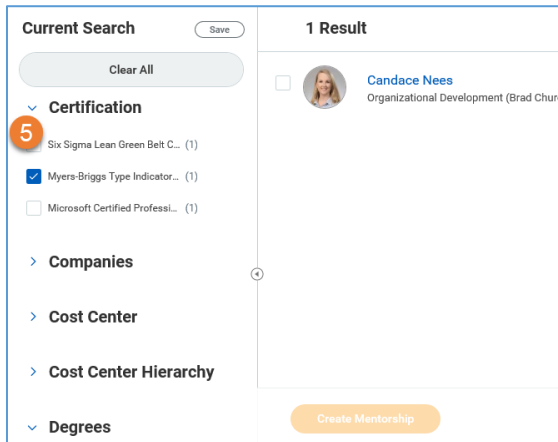 Current Search
Save
Clear All
Certification
5
Six Sigma Lean Green Belt C... (1)
Myers-Briggs Type Indicator... (1)
Microsoft Certified Professi... (1)
Companies
Cost Center
Cost Center Hierarchy
Degrees
1 Result
Candace Nees
Organizational Development (Brad Chur
Create Mentorship